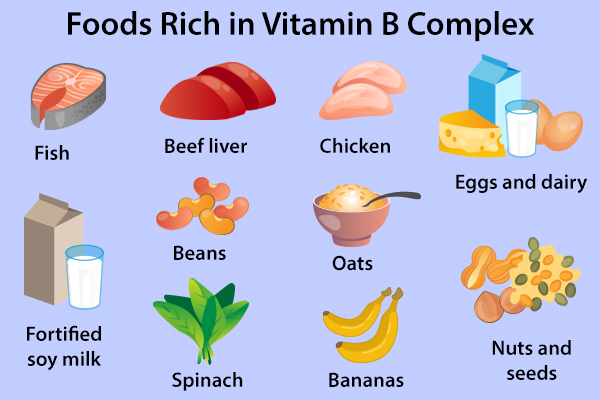 Foods Rich in Vitamin B Complex
Fish
Beef liver
Chicken
Eggs and dairy
Beans
Oats
Fortified
soy milk
Spinach
Bananas
Nuts and
seeds